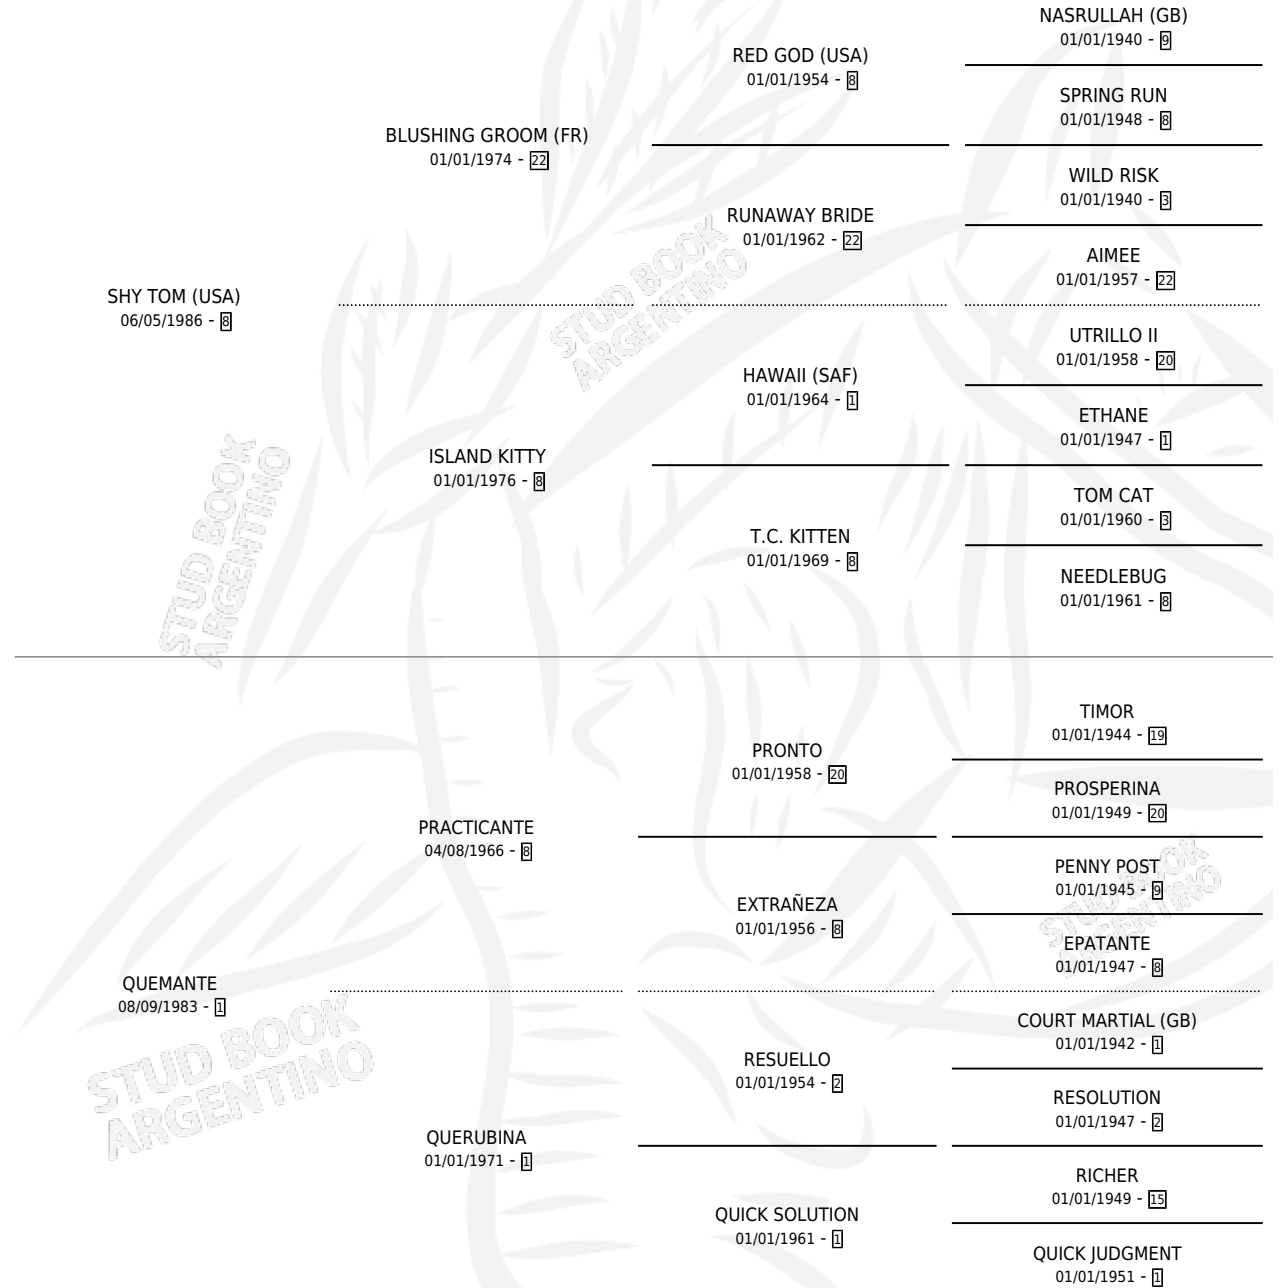 NASRULLAH (GB)
01/01/1940 - 9
RED GOD (USA)
01/01/1954 - 8
SPRING RUN
01/01/1948 - 8
BLUSHING GROOM (FR)
01/01/1974 - 22
WILD RISK
01/01/1940 - 3
RUNAWAY BRIDE
01/01/1962 - 22
AIMEE
01/01/1957 - 22
SHY TOM (USA)
06/05/1986 - 8
UTRILLO II
01/01/1958 - 20
HAWAII (SAF)
01/01/1964 - 1
ETHANE
01/01/1947 - 1
ISLAND KITTY
01/01/1976 - 8
TOM CAT
01/01/1960 - 3
T.C. KITTEN
01/01/1969 - 8
NEEDLEBUG
01/01/1961 - 8
TIMOR
01/01/1944 - 19
PRONTO
01/01/1958 - 20
PROSPERINA
01/01/1949 - 20
PRACTICANTE
04/08/1966 - 8
PENNY POST
01/01/1945 - 9
EXTRAÑEZA
01/01/1956 - 8
EPATANTE
01/01/1947 - 8
QUEMANTE
08/09/1983 - 1
COURT MARTIAL (GB)
01/01/1942 - 1
RESUELLO
01/01/1954 - 2
RESOLUTION
01/01/1947 - 2
QUERUBINA
01/01/1971 - 1
RICHER
01/01/1949 - 15
QUICK SOLUTION
01/01/1961 - 1
QUICK JUDGMENT
01/01/1951 - 1
STUD BOOK
ARGENTINO
STUD BOOK
ARGENTINO
STUD BOOK
ARGENTINO
STUD BOOK
ARGENTINO